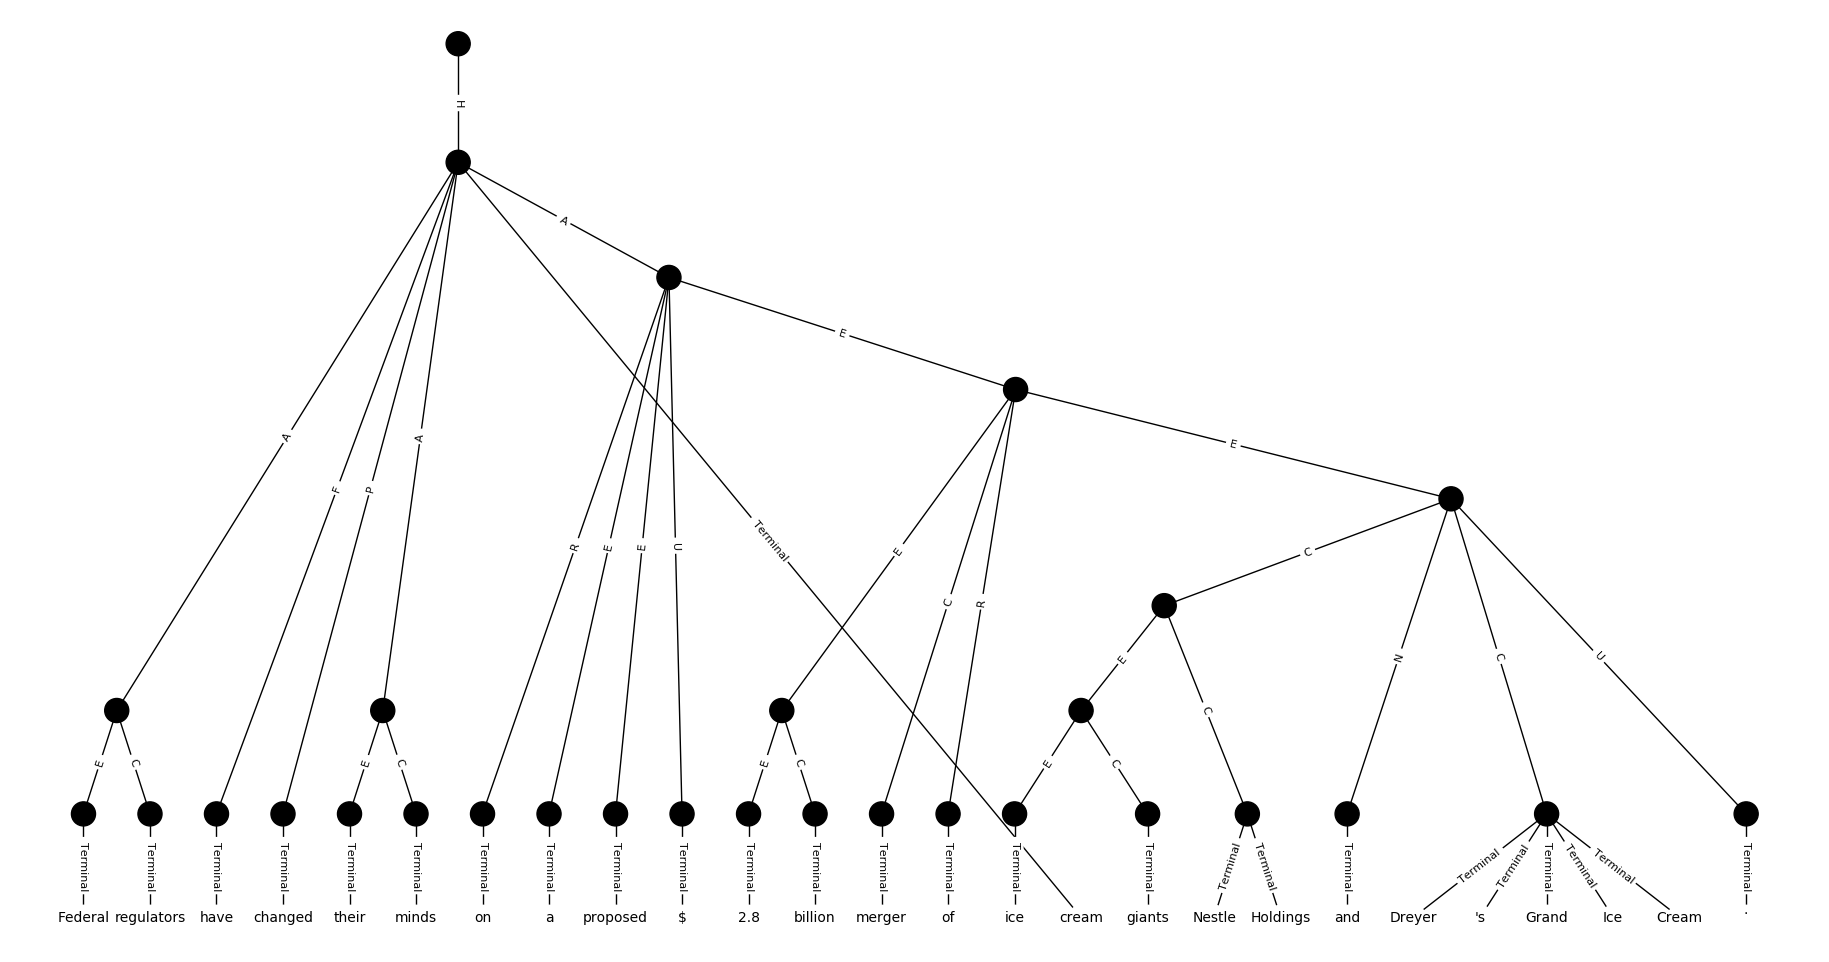 H
A
A
E
F
P
A
E
R
E
E
U
Terminal
E
C
R
C
E
N
C
U
E
C
E
C
E
C
E
C
E
C
Terminal Terminal Terminal Terminal Terminal Terminal Terminal Terminal Terminal Terminal Terminal Terminal Terminal Terminal Terminal Terminal Terminal Terminal Terminal Terminal Terminal Terminal Terminal Terminal Terminal
Federal regulators have changed their minds on a proposed $ 2.8 billion merger of ice cream giants Nestle Holdings and Dreyer 's Grand Ice Cream .